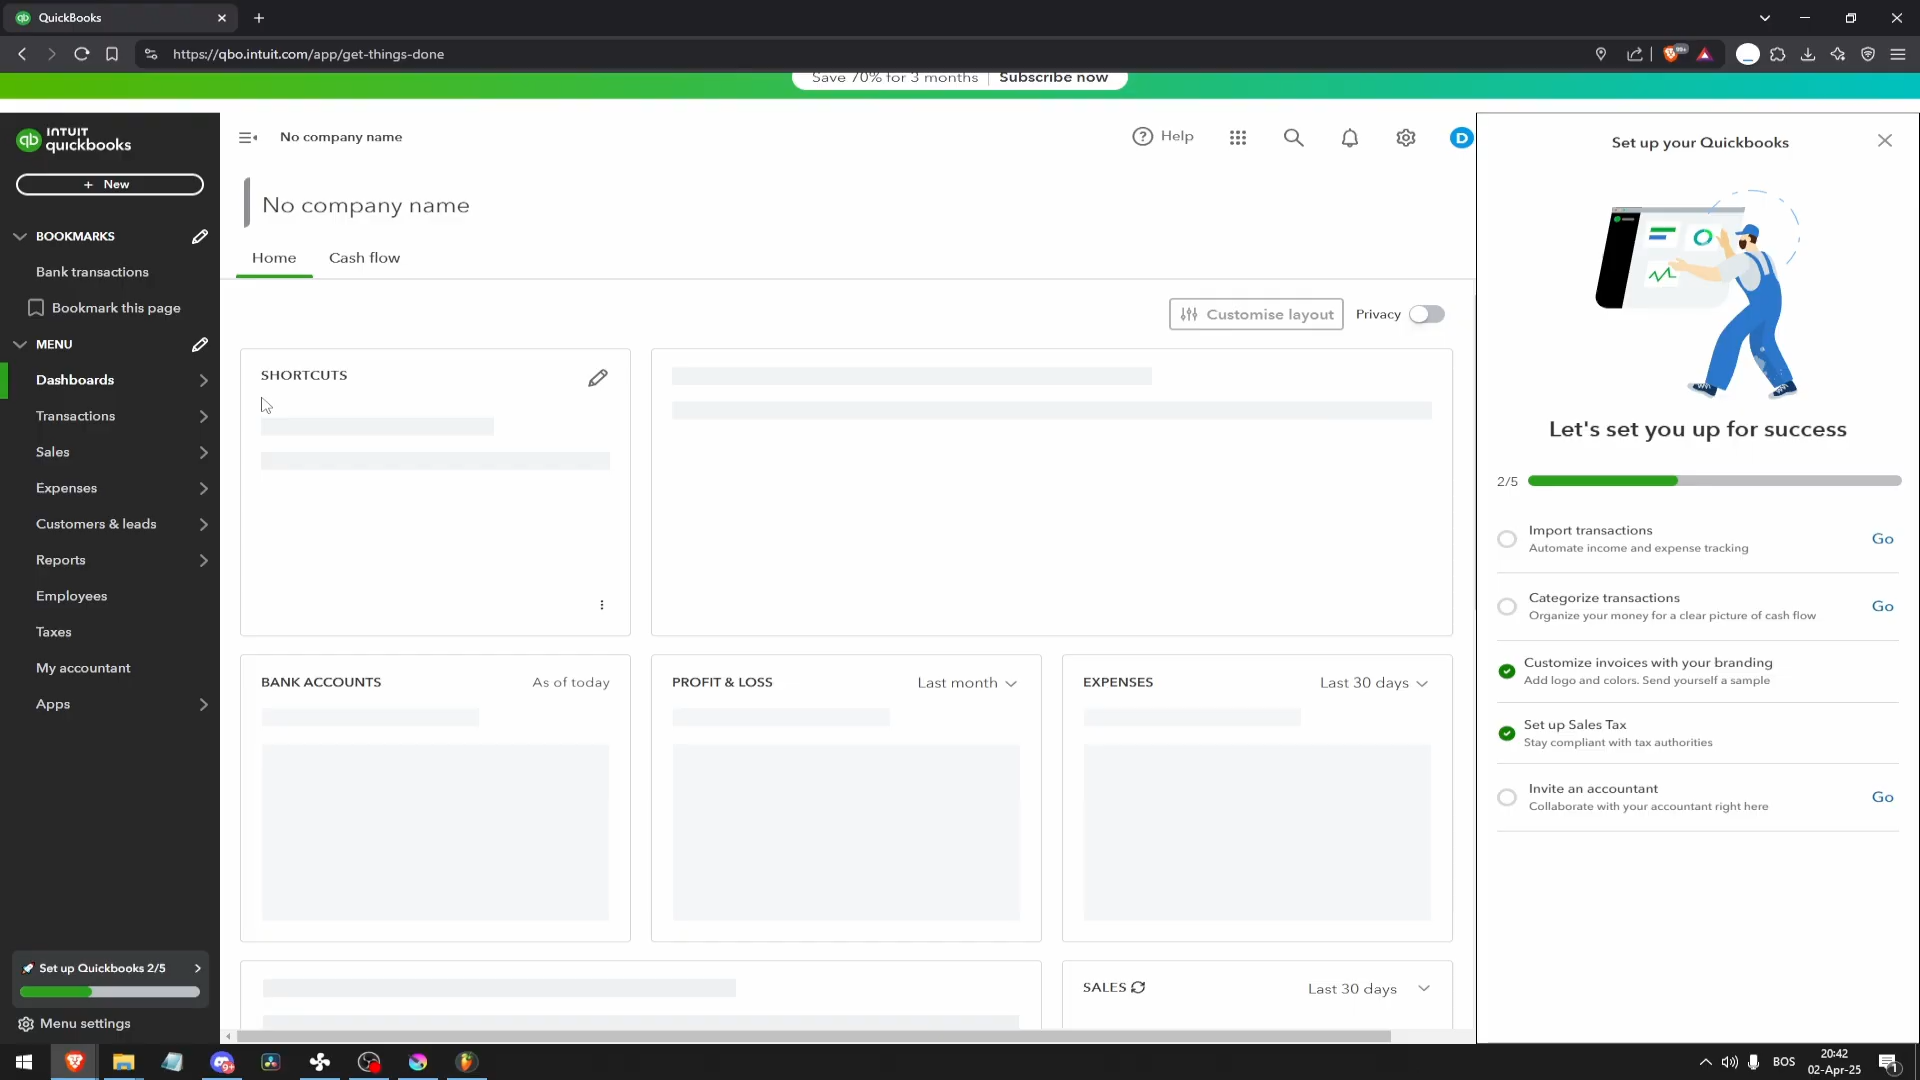 QuickBooks
https://qbo.intuit.com/app/get-things-done
99+
Save 70% for 3 months | Subscribe now
INTUIT
quickbooks
qb
+ New
BOOKMARKS
Bank transactions
Bookmark this page
MENU
Dashboards
Transactions
Sales
Expenses
Customers & leads
Reports
Employees
Taxes
My accountant
Apps
Set up Quickbooks 2/5
Menu settings
No company name
Help
D
No company name
Home
Cash flow
Customise layout
Privacy
SHORTCUTS
BANK ACCOUNTS
As of today
PROFIT & LOSS
Last month
EXPENSES
Last 30 days
SALES
Last 30 days
Set up your Quickbooks
Let's set you up for success
2/5
Import transactions
Automate income and expense tracking
Go
Categorize transactions
Organize your money for a clear picture of cash flow
Go
Customize invoices with your branding
Add logo and colors. Send yourself a sample
Set up Sales Tax
Stay compliant with tax authorities
Invite an accountant
Collaborate with your accountant right here
Go
9+
BOS
20:42
02-Apr-25
1